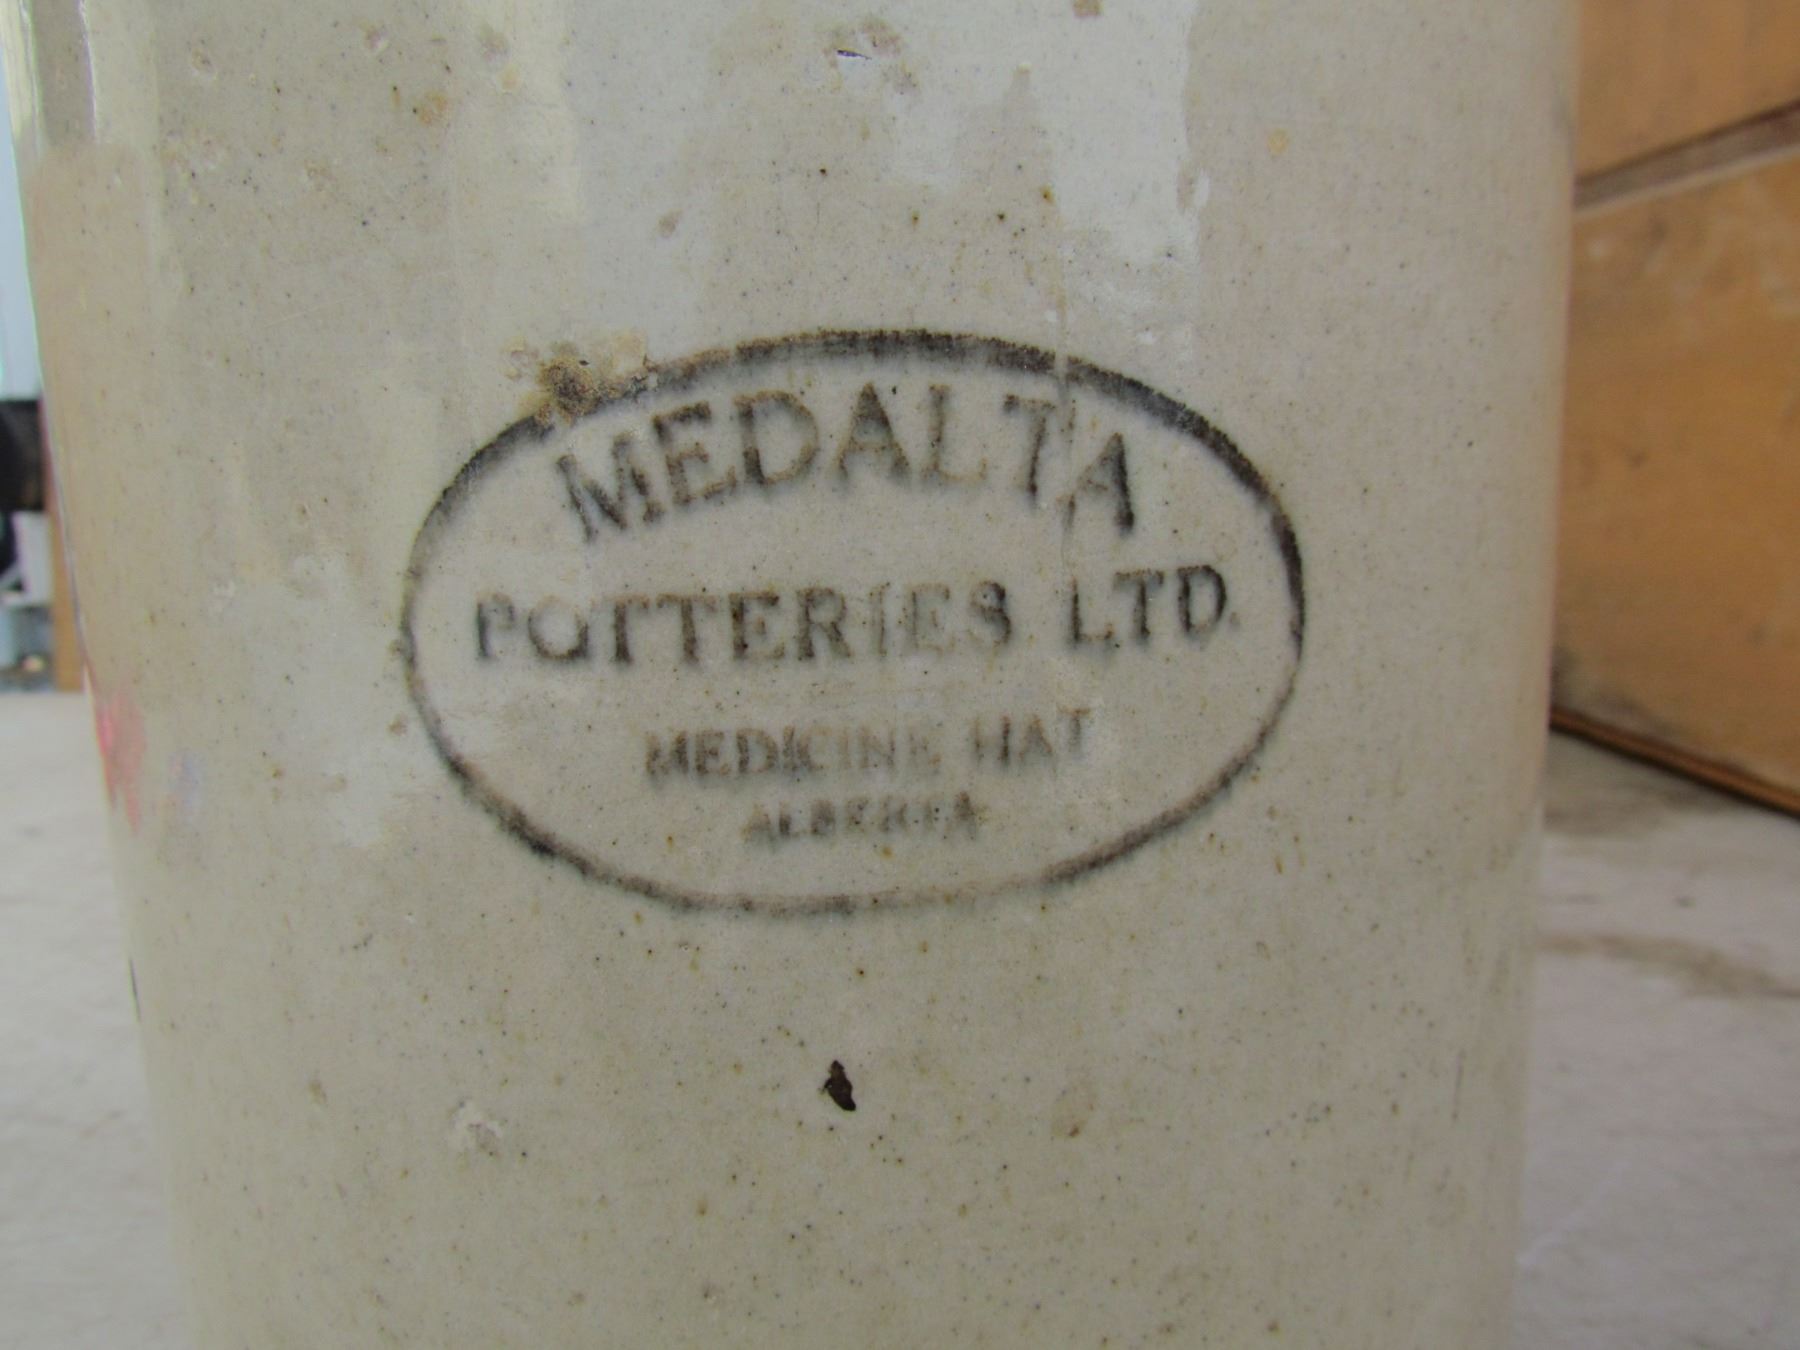 MEDALTA
POTTERIES LTD.
MEDICINE HAT
ALBERTA